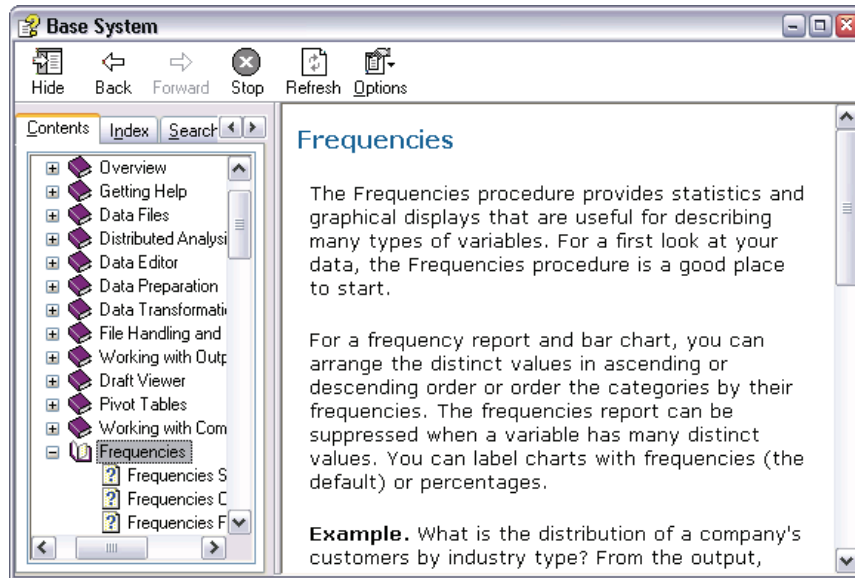 Base System
Hide Back Forward Stop Refresh Options
Contents Index Search
Overview
Getting Help
Data Files
Distributed Analysi
Data Editor
Data Preparation
Data Transformati
File Handling and
Working with Outp
Draft Viewer
Pivot Tables
Working with Com
Frequencies
Frequencies S
Frequencies C
Frequencies F
Frequencies
The Frequencies procedure provides statistics and
graphical displays that are useful for describing
many types of variables. For a first look at your
data, the Frequencies procedure is a good place
to start.
For a frequency report and bar chart, you can
arrange the distinct values in ascending or
descending order or order the categories by their
frequencies. The frequencies report can be
suppressed when a variable has many distinct
values. You can label charts with frequencies (the
default) or percentages.
Example. What is the distribution of a company's
customers by industry type? From the output,